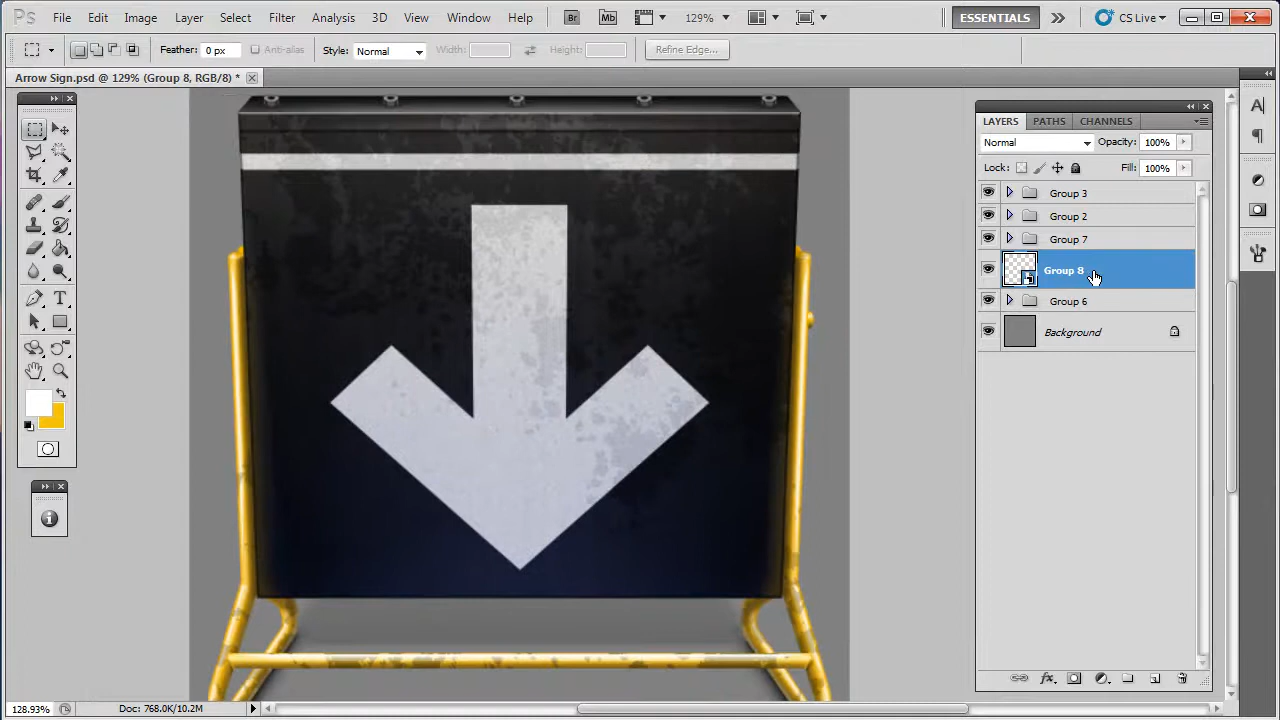 Ps File Edit Image Layer Select Filter Analysis 3D View Window Help Br Mb 129% ESSENTIALS CS Live
Feather: 0 px Anti-alias Style: Normal Width: Height: Refine Edge...
Arrow Sign.psd @ 129% (Group 8, RGB/8) *
LAYERS PATHS CHANNELS
Normal Opacity: 100%
Lock: Fill: 100%
Group 3
Group 2
Group 7
Group 8
Group 6
Background
128.93% Doc: 768.0K/10.2M